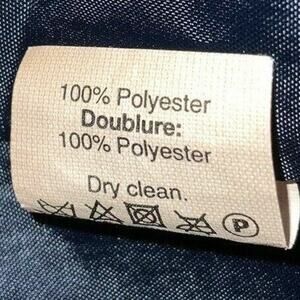 100% Polyester
Doublure:
100% Polyester
Dry clean.
P